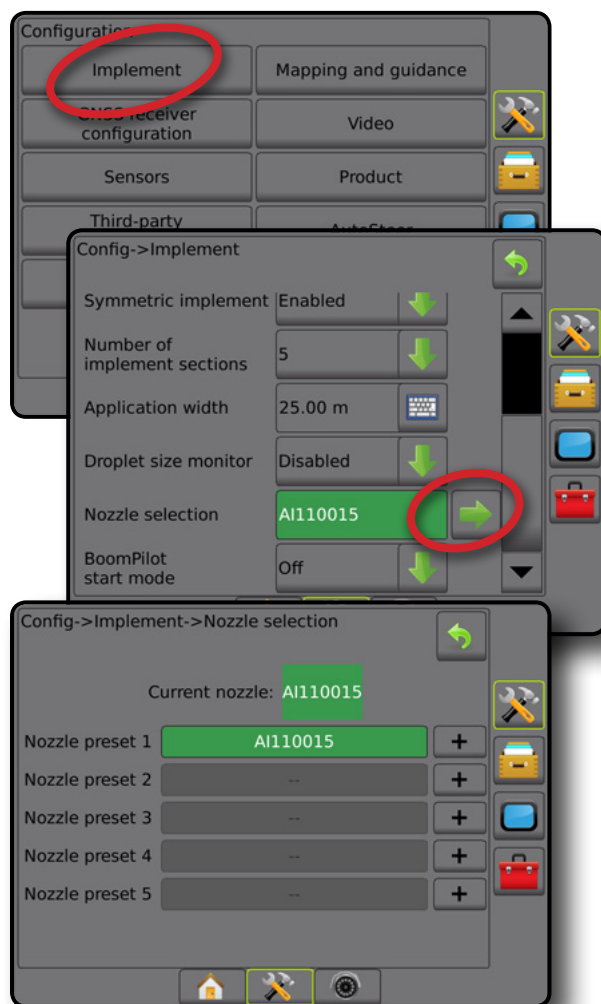 Configuration
Implement
Mapping and guidance
GNSS receiver
configuration
Video
Sensors
Product
Third-party
AutoSteer
Config->Implement
Symmetric implement
Enabled
Number of
implement sections
5
Application width
25.00 m
Droplet size monitor
Disabled
Nozzle selection
AI110015
BoomPilot
start mode
Off
Config->Implement->Nozzle selection
Current nozzle: AI110015
Nozzle preset 1
AI110015
+
Nozzle preset 2
--
+
Nozzle preset 3
--
+
Nozzle preset 4
--
+
Nozzle preset 5
--
+